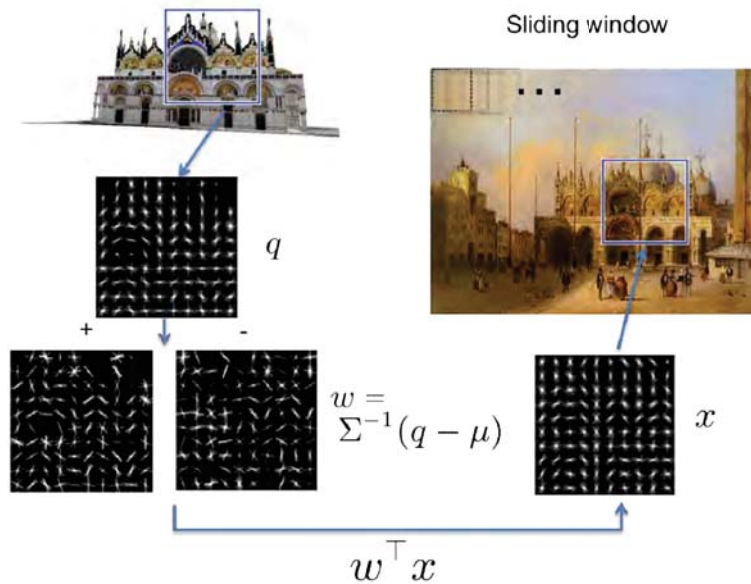 Sliding window
. . .
q
+ -
w =
Σ⁻¹(q − μ)
x
w⊤x